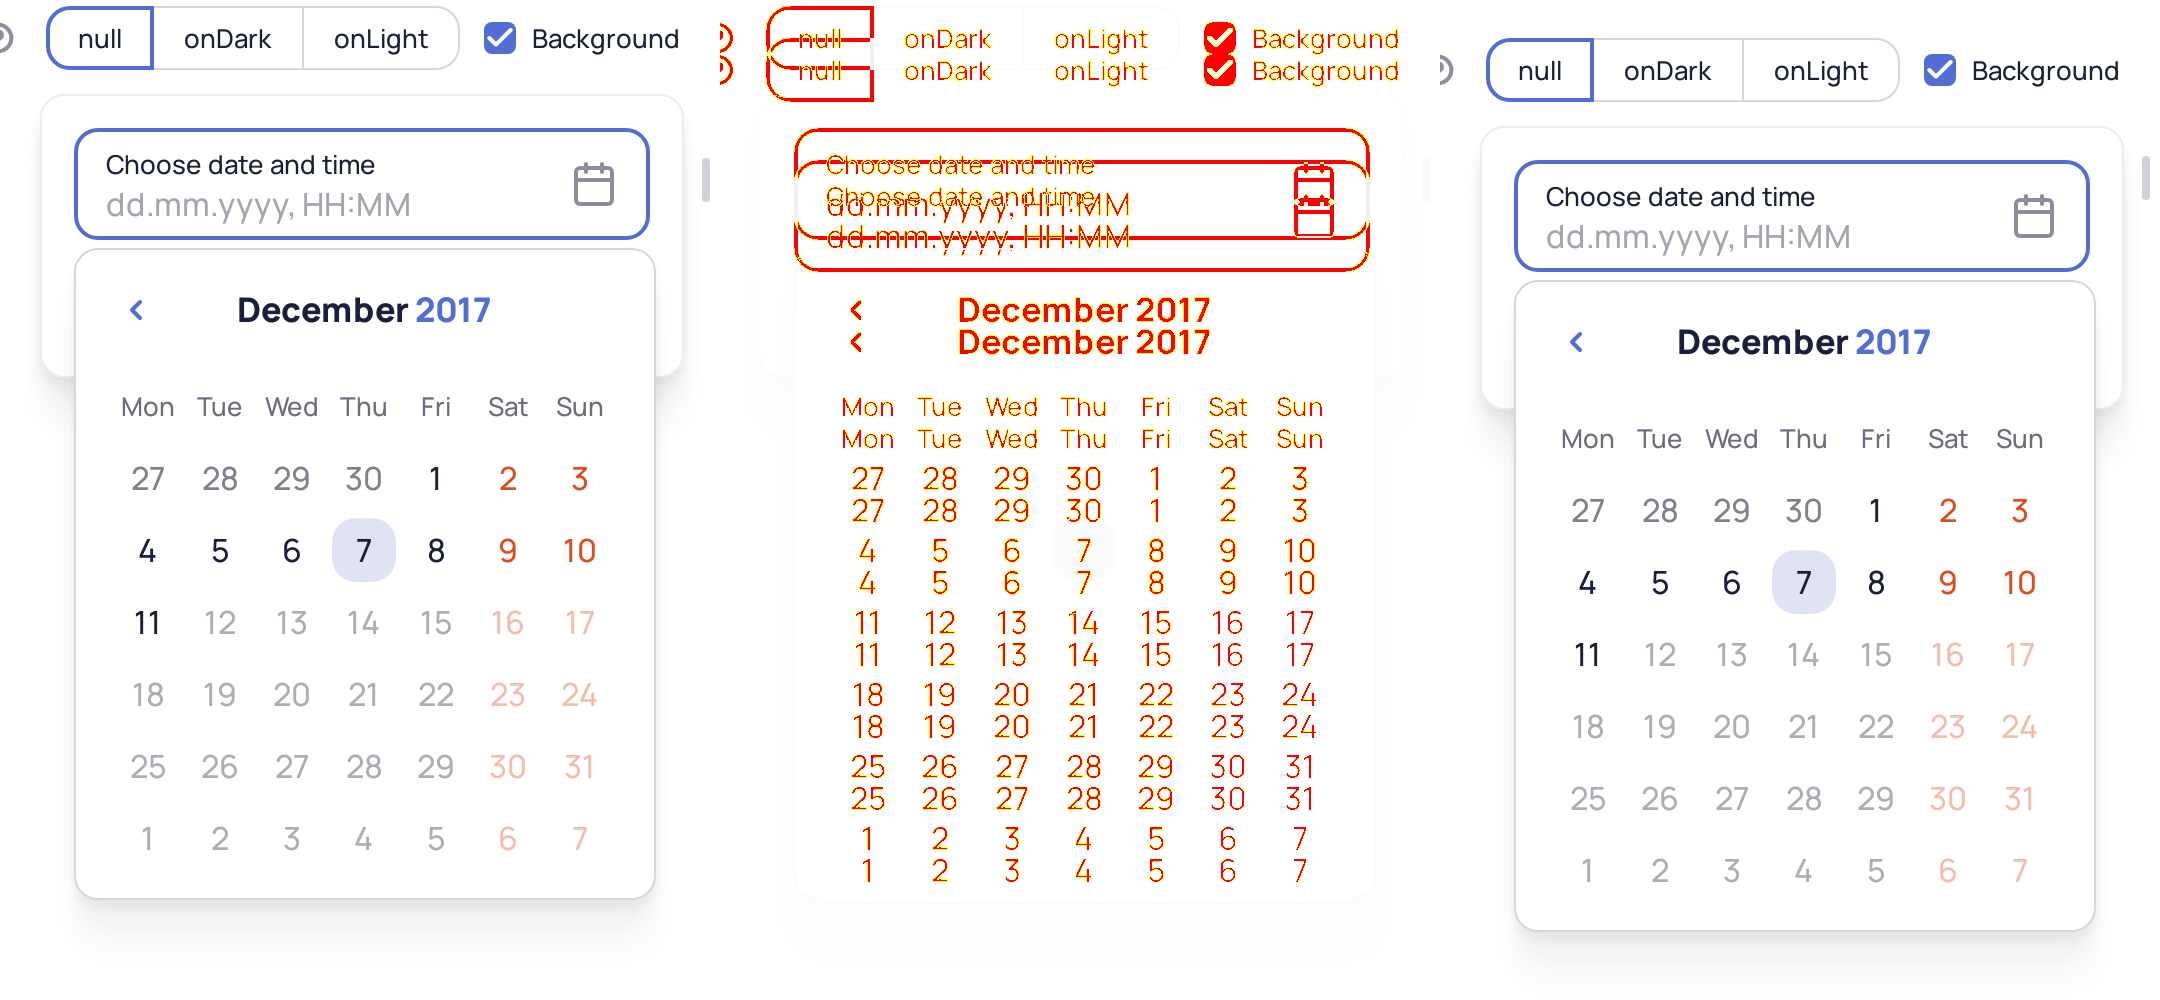 null onDark onLight Background
Choose date and time
dd.mm.yyyy, HH:MM
December 2017
Mon Tue Wed Thu Fri Sat Sun
27 28 29 30 1 2 3
4 5 6 7 8 9 10
11 12 13 14 15 16 17
18 19 20 21 22 23 24
25 26 27 28 29 30 31
1 2 3 4 5 6 7
null onDark onLight Background
null onDark onLight Background
Choose date and time
Choose date and time
dd.mm.yyyy, HH:MM
dd.mm.yyyy, HH:MM
December 2017
December 2017
Mon Tue Wed Thu Fri Sat Sun
Mon Tue Wed Thu Fri Sat Sun
27 28 29 30 1 2 3
27 28 29 30 1 2 3
4 5 6 7 8 9 10
4 5 6 7 8 9 10
11 12 13 14 15 16 17
11 12 13 14 15 16 17
18 19 20 21 22 23 24
18 19 20 21 22 23 24
25 26 27 28 29 30 31
25 26 27 28 29 30 31
1 2 3 4 5 6 7
1 2 3 4 5 6 7
null onDark onLight Background
Choose date and time
dd.mm.yyyy, HH:MM
December 2017
Mon Tue Wed Thu Fri Sat Sun
27 28 29 30 1 2 3
4 5 6 7 8 9 10
11 12 13 14 15 16 17
18 19 20 21 22 23 24
25 26 27 28 29 30 31
1 2 3 4 5 6 7